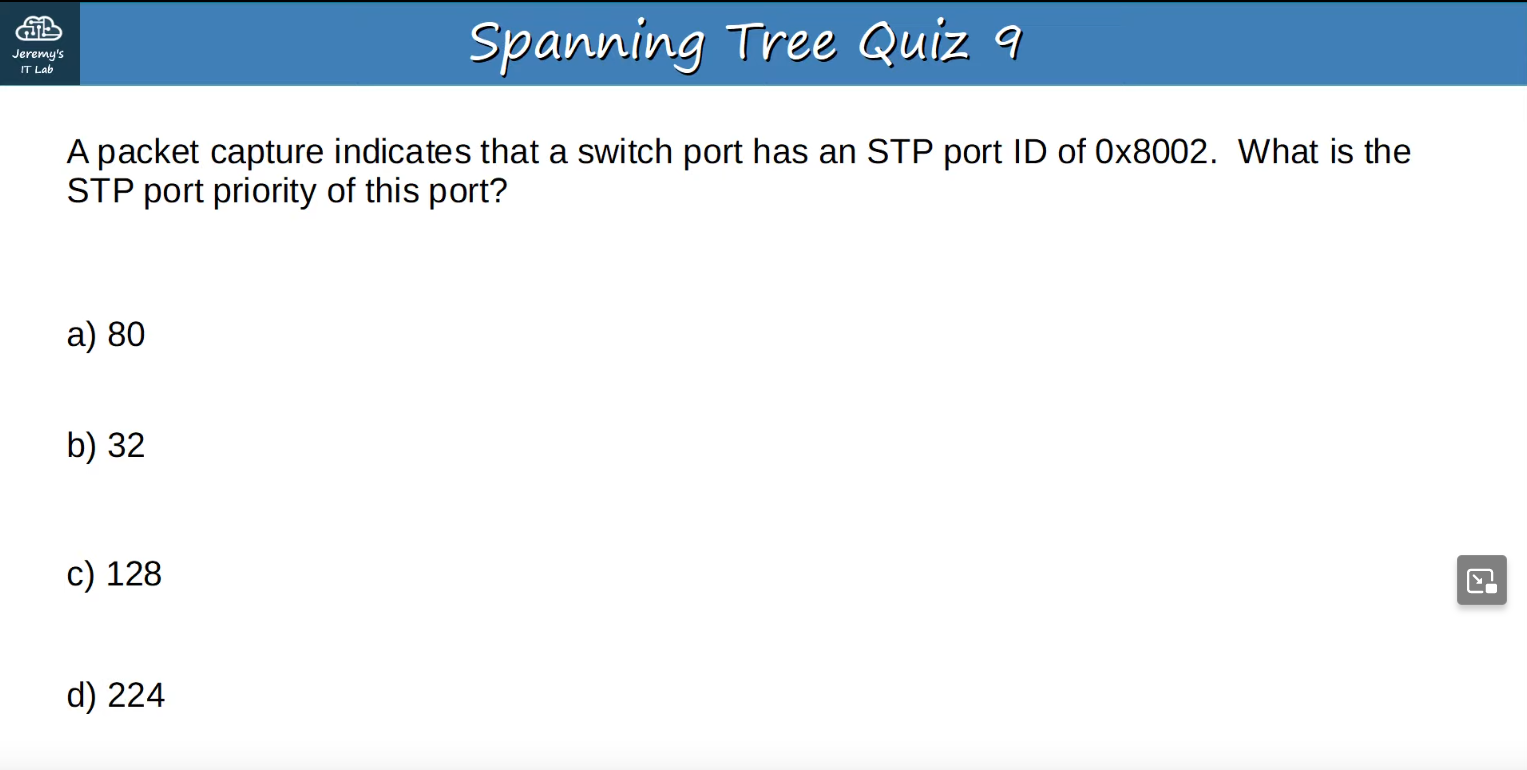 Jeremy's
IT Lab
Spanning Tree Quiz 9
A packet capture indicates that a switch port has an STP port ID of 0x8002.  What is the
STP port priority of this port?
a) 80
b) 32
c) 128
d) 224